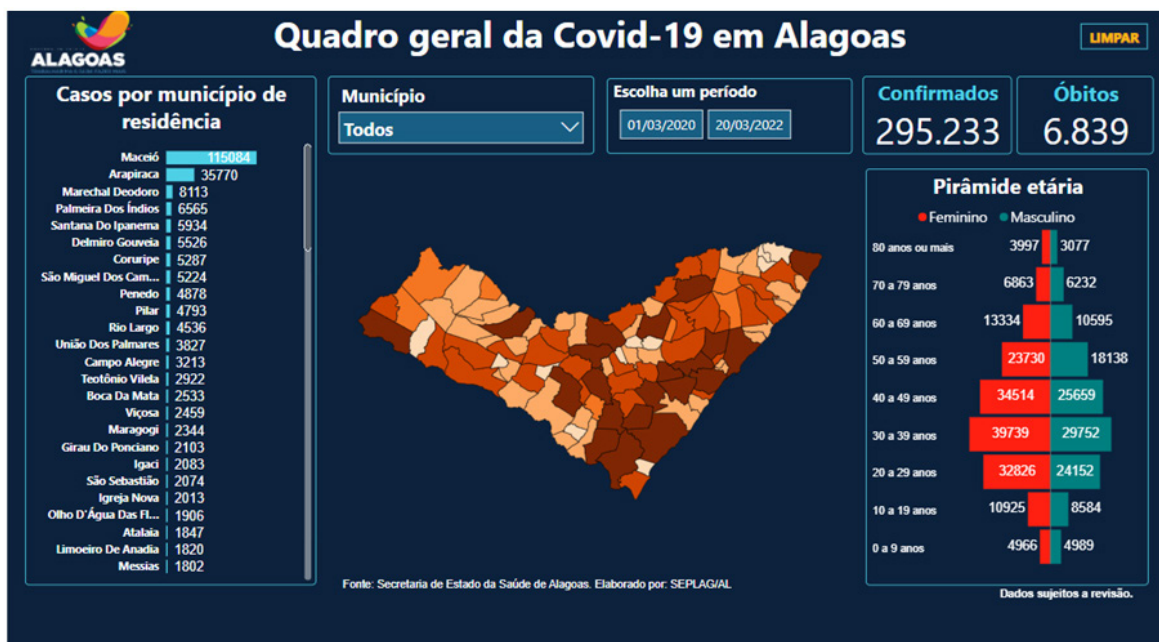 Quadro geral da Covid-19 em Alagoas
LIMPAR
ALAGOAS
Casos por município de
residência
Maceió 115084
Arapiraca 35770
Marechal Deodoro 8113
Palmeira Dos Índios 6565
Santana Do Ipanema 5934
Delmiro Gouveia 5526
Coruripe 5287
São Miguel Dos Cam... 5224
Penedo 4878
Pilar 4793
Rio Largo 4536
União Dos Palmares 3827
Campo Alegre 3213
Teotônio Vilela 2922
Boca Da Mata 2533
Viçosa 2459
Maragogi 2344
Girau Do Ponciano 2103
Igaci 2083
São Sebastião 2074
Igreja Nova 2013
Olho D'Água Das Fl... 1906
Atalaia 1847
Limoeiro De Anadia 1820
Messias 1802
Município
Todos
Escolha um período
01/03/2020 20/03/2022
Confirmados
295.233
Óbitos
6.839
Pirâmide etária
Feminino Masculino
80 anos ou mais 3997 3077
70 a 79 anos 6863 6232
60 a 69 anos 13334 10595
50 a 59 anos 23730 18138
40 a 49 anos 34514 25659
30 a 39 anos 39739 29752
20 a 29 anos 32826 24152
10 a 19 anos 10925 8584
0 a 9 anos 4966 4989
Fonte: Secretaria de Estado da Saúde de Alagoas. Elaborado por: SEPLAG/AL
Dados sujeitos a revisão.